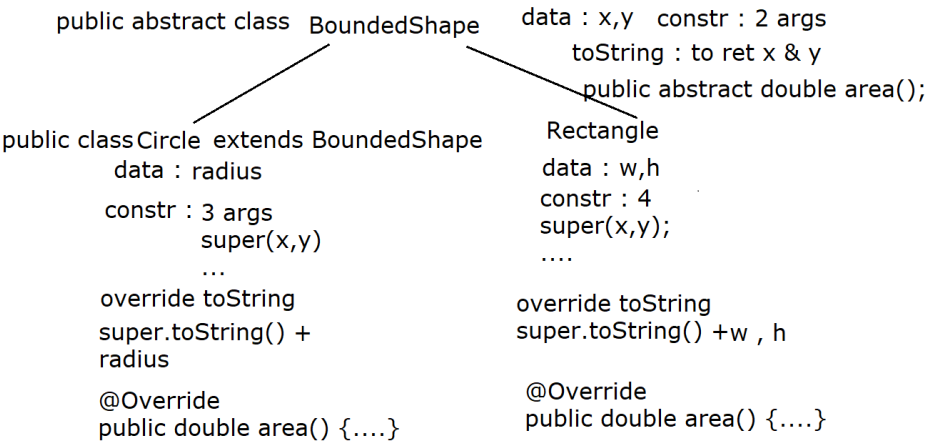 public abstract class BoundedShape
data : x,y constr : 2 args
toString : to ret x & y
public abstract double area();
public class Circle extends BoundedShape
data : radius
constr : 3 args
super(x,y)
...
override toString
super.toString() +
radius
@Override
public double area() {....}
Rectangle
data : w,h
constr : 4
super(x,y);
....
override toString
super.toString() +w , h
@Override
public double area() {....}